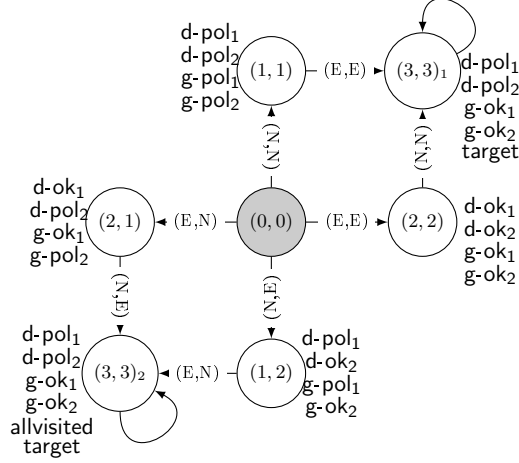 d-pol₁
d-pol₂
g-pol₁
g-pol₂
(1, 1)
(E,E)
(3, 3)₁
d-pol₁
d-pol₂
g-ok₁
g-ok₂
target
(N,N)
(N,N)
d-ok₁
d-pol₂
g-ok₁
g-pol₂
(2, 1)
(E,N)
(0, 0)
(E,E)
(2, 2)
d-ok₁
d-ok₂
g-ok₁
g-ok₂
(N,E)
(N,E)
d-pol₁
d-pol₂
g-ok₁
g-ok₂
allvisited
target
(3, 3)₂
(E,N)
(1, 2)
d-pol₁
d-ok₂
g-pol₁
g-ok₂